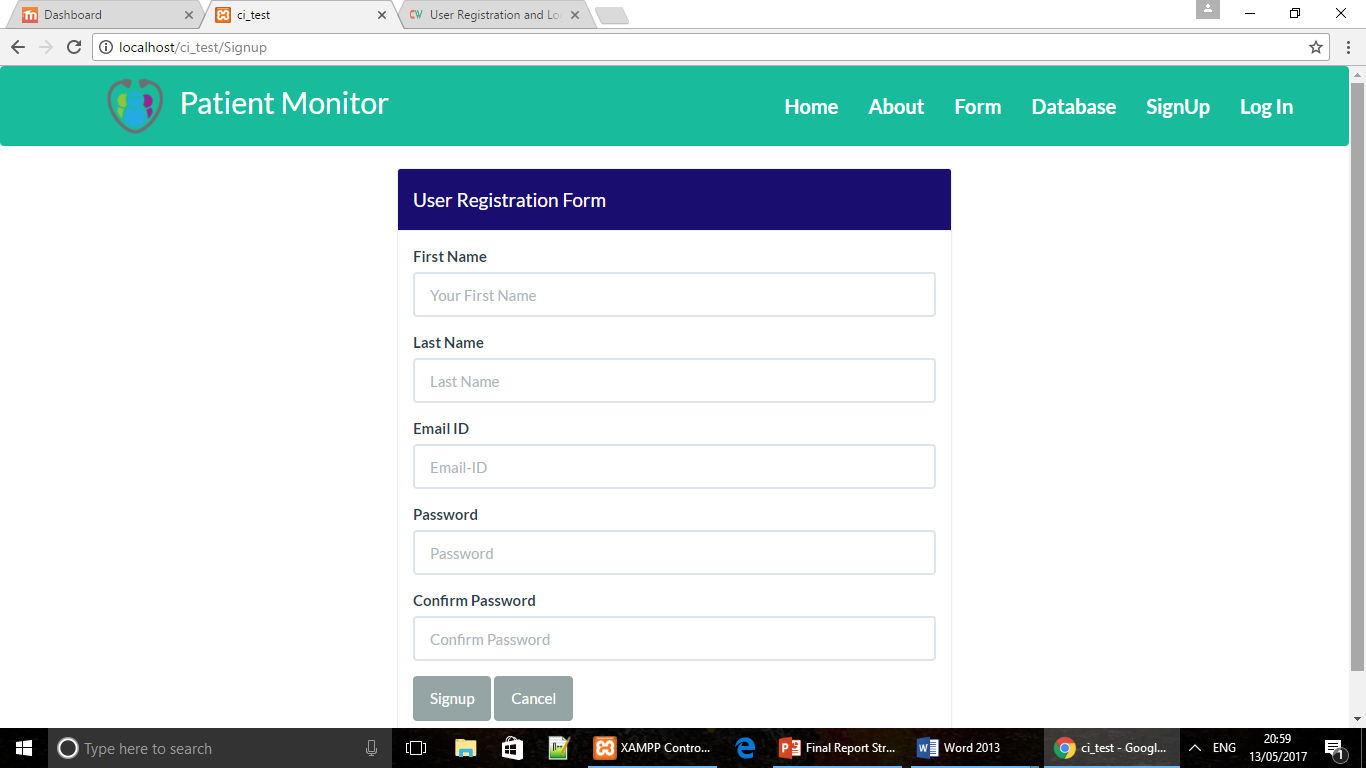 Dashboard
ci_test
User Registration and Lo
localhost/ci_test/Signup
Patient Monitor
Home About Form Database SignUp Log In
User Registration Form
First Name
Your First Name
Last Name
Last Name
Email ID
Email-ID
Password
Password
Confirm Password
Confirm Password
Signup Cancel
Type here to search
XAMPP Contro...
Final Report Str...
Word 2013
ci_test - Googl...
ENG
20:59
13/05/2017
1